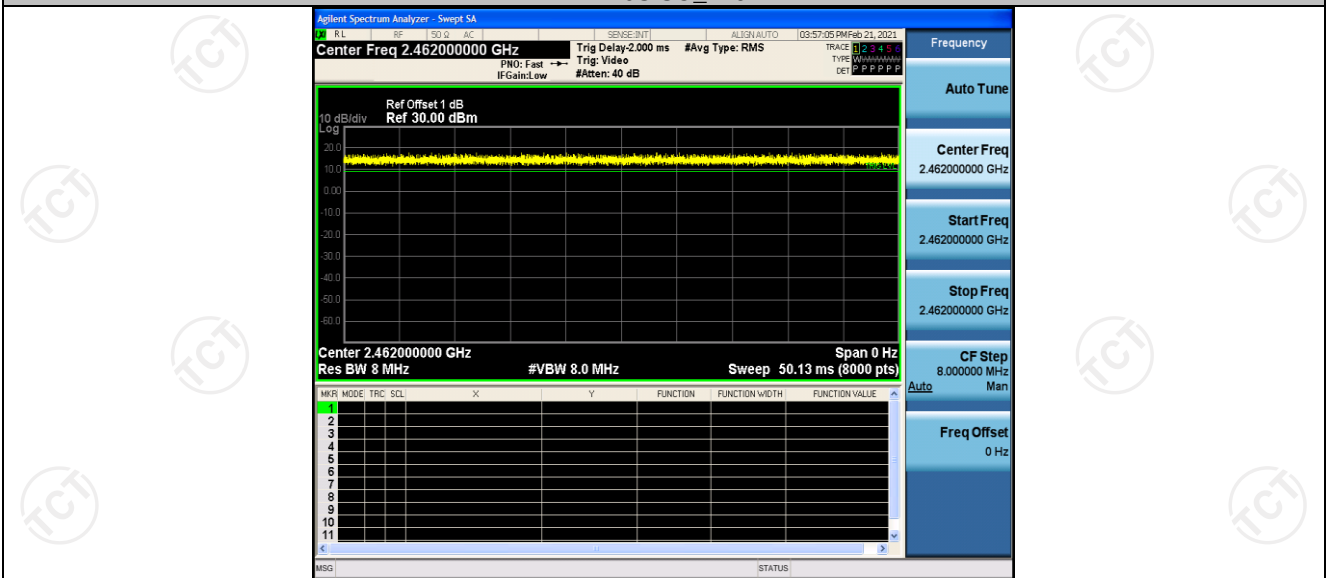 Agilent Spectrum Analyzer - Swept SA
RL RF 50 Ω AC SENSE:INT ALIGN AUTO 03:57:05 PM Feb 21, 2021
Center Freq 2.462000000 GHz
PNO: Fast
IFGain:Low
Trig Delay-2.000 ms
Trig: Video
#Atten: 40 dB
#Avg Type: RMS
TRACE 1 2 3 4 5 6
TYPE W
DET P P P P P P
Ref Offset 1 dB
10 dB/div Ref 30.00 dBm
Log
20.0
10.0
0.00
-10.0
-20.0
-30.0
-40.0
-50.0
-60.0
Center 2.462000000 GHz Span 0 Hz
Res BW 8 MHz #VBW 8.0 MHz Sweep 50.13 ms (8000 pts)
MKR MODE TRC SCL X Y FUNCTION FUNCTION WIDTH FUNCTION VALUE
1
2
3
4
5
6
7
8
9
10
11
MSG STATUS
Frequency
Auto Tune
Center Freq
2.462000000 GHz
Start Freq
2.462000000 GHz
Stop Freq
2.462000000 GHz
CF Step
8.000000 MHz
Auto Man
Freq Offset
0 Hz
TCT
TCT
TCT
TCT
TCT
TCT
TCT
TCT